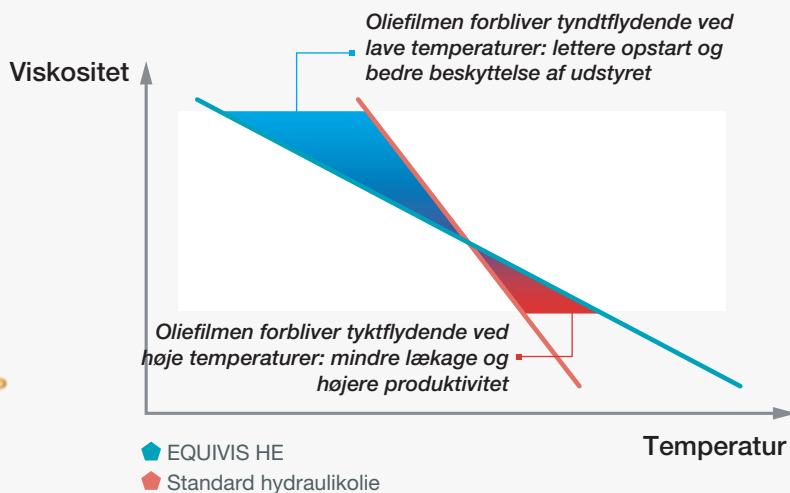 Oliefilmen forbliver tyndtflydende ved
lave temperaturer: lettere opstart og
bedre beskyttelse af udstyret
Viskositet
Oliefilmen forbliver tyktflydende ved
høje temperaturer: mindre lækage og
højere produktivitet
Temperatur
EQUIVIS HE
Standard hydraulikolie